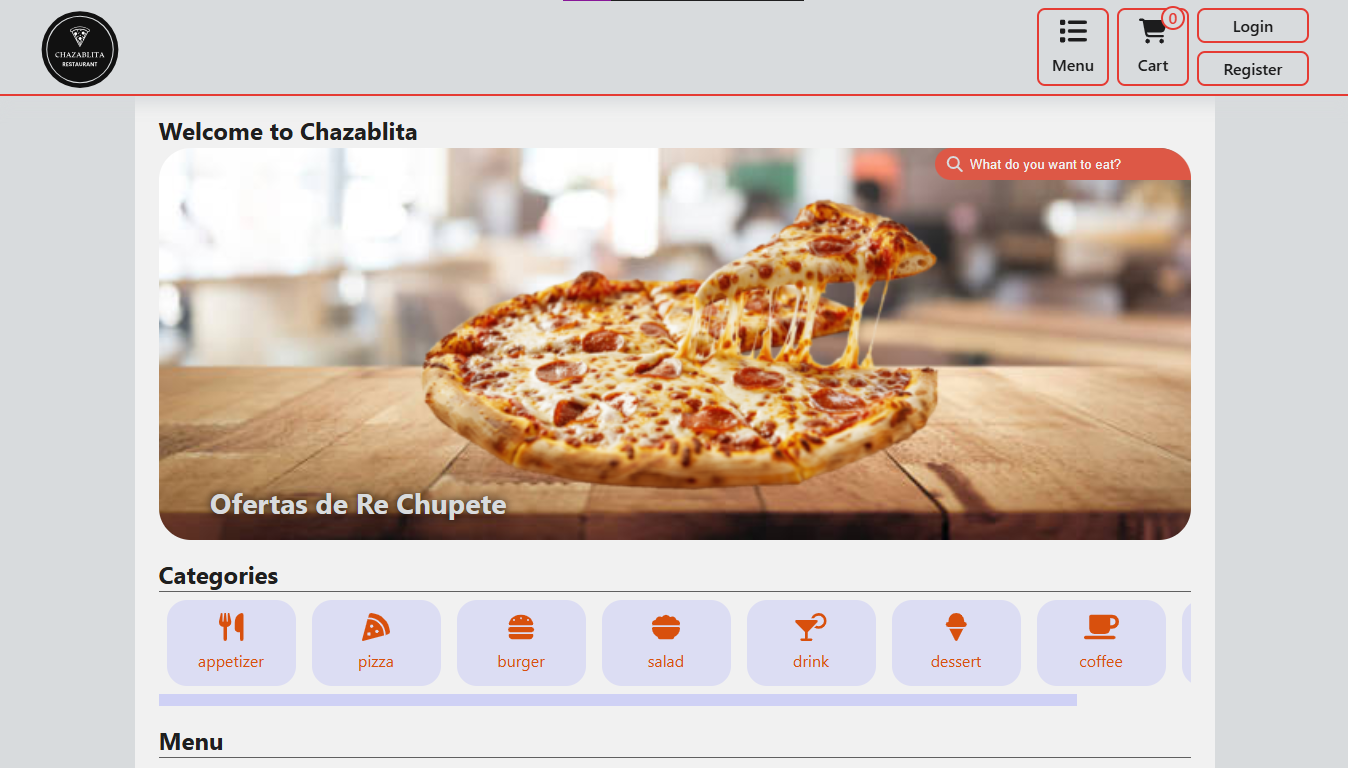 CHAZABLITA
RESTAURANT
Menu
0
Cart
Login
Register
Welcome to Chazablita
What do you want to eat?
Ofertas de Re Chupete
Categories
appetizer
pizza
burger
salad
drink
dessert
coffee
Menu